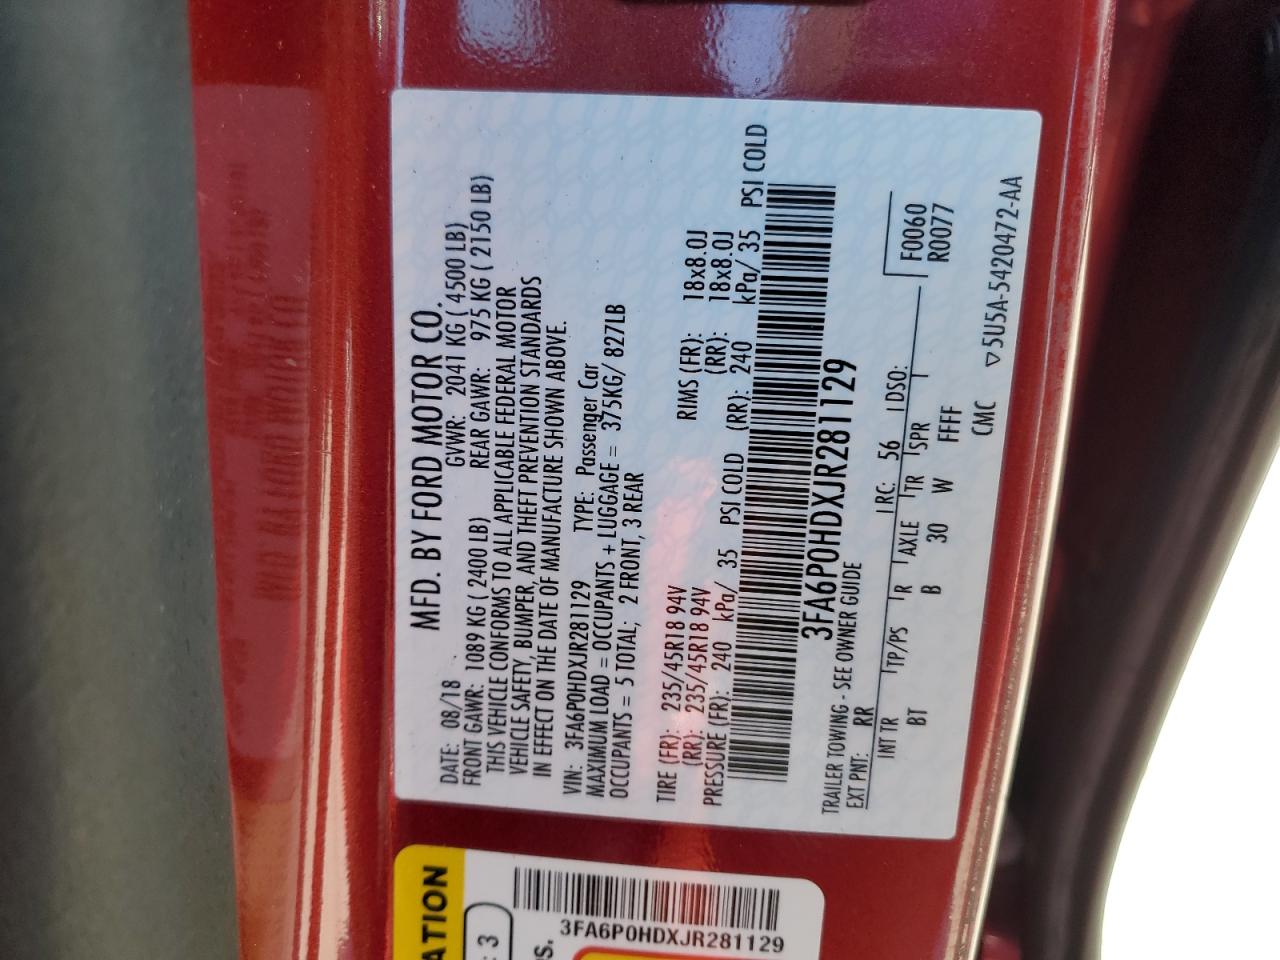 MFD. BY FORD MOTOR CO.
DATE: 08/18 GVWR: 2041 KG ( 4500 LB)
FRONT GAWR: 1089 KG ( 2400 LB) REAR GAWR: 975 KG ( 2150 LB)
THIS VEHICLE CONFORMS TO ALL APPLICABLE FEDERAL MOTOR
VEHICLE SAFETY, BUMPER, AND THEFT PREVENTION STANDARDS
IN EFFECT ON THE DATE OF MANUFACTURE SHOWN ABOVE.
VIN: 3FA6P0HDXJR281129 TYPE: Passenger Car
MAXIMUM LOAD = OCCUPANTS + LUGGAGE = 375KG/ 827LB
OCCUPANTS = 5 TOTAL; 2 FRONT, 3 REAR
TIRE (FR): 235/45R18 94V RIMS (FR): 18x8.0J
(RR): 235/45R18 94V (RR): 18x8.0J
PRESSURE (FR): 240 kPa/ 35 PSI COLD (RR): 240 kPa/ 35 PSI COLD
3FA6P0HDXJR281129
TRAILER TOWING - SEE OWNER GUIDE
EXT PNT: RR RC: 56 DSO: F0060
INT TR TP/PS R AXLE TR SPR R0077
BT B 30 W FFFF
CMC ▽5U5A-5420472-AA
ATION
: 3
3FA6P0HDXJR281129